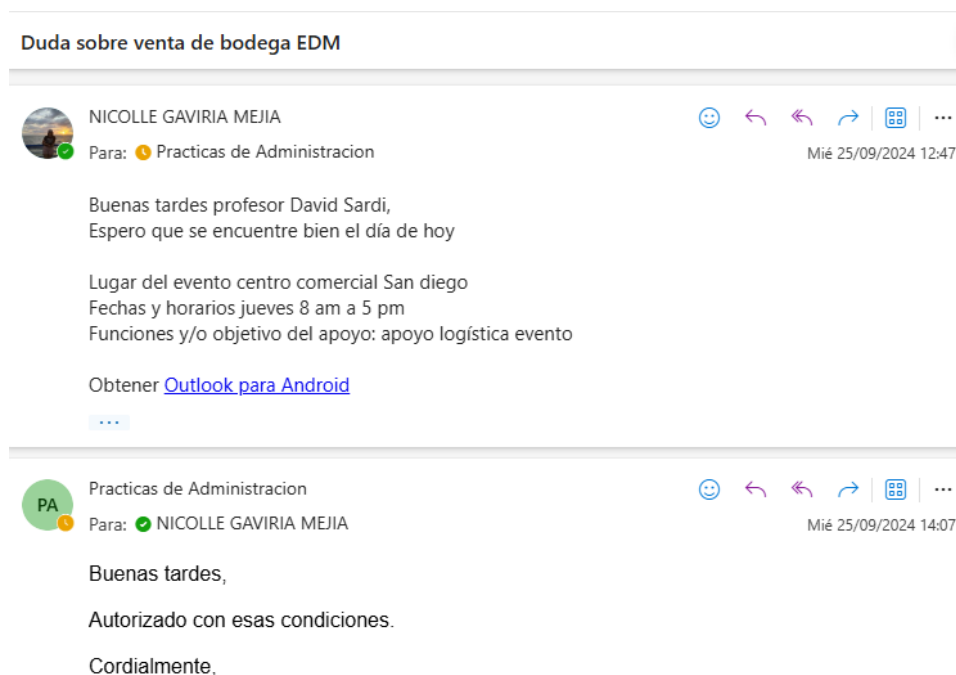 Duda sobre venta de bodega EDM
NICOLLE GAVIRIA MEJIA
Para: Practicas de Administracion
Mié 25/09/2024 12:47
Buenas tardes profesor David Sardi,
Espero que se encuentre bien el día de hoy
Lugar del evento centro comercial San diego
Fechas y horarios jueves 8 am a 5 pm
Funciones y/o objetivo del apoyo: apoyo logística evento
Obtener Outlook para Android
...
PA
Practicas de Administracion
Para: NICOLLE GAVIRIA MEJIA
Mié 25/09/2024 14:07
Buenas tardes,
Autorizado con esas condiciones.
Cordialmente,